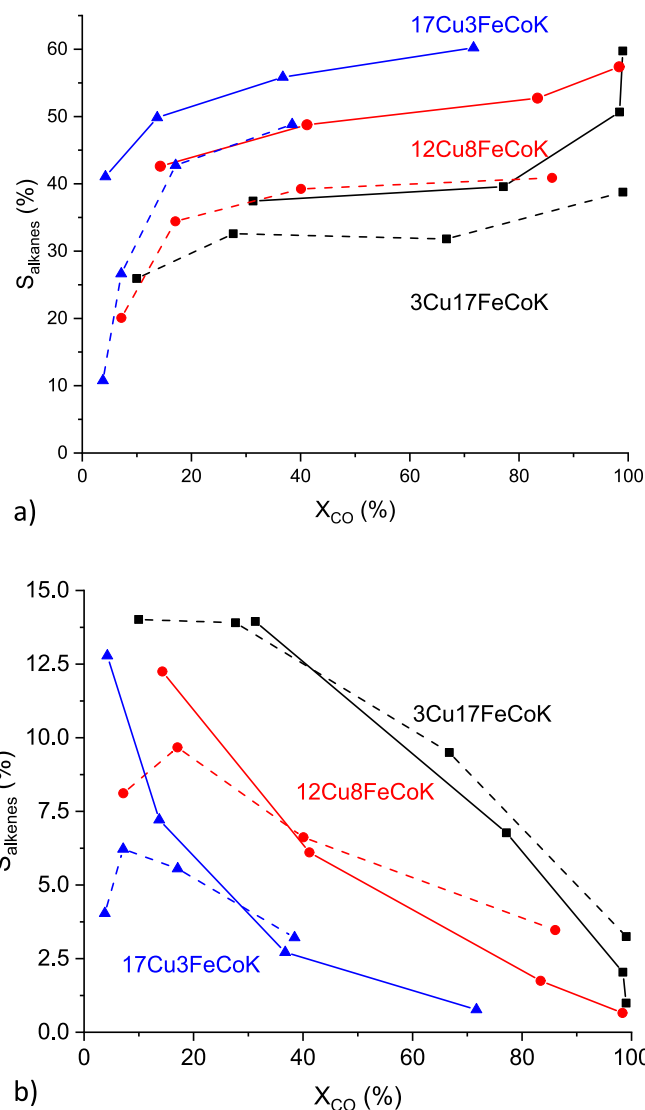 17Cu3FeCoK
60
50
12Cu8FeCoK
40
30
3Cu17FeCoK
20
10
0
0 20 40 60 80 100
S_alkanes (%)
X_CO (%)
a)
15.0
12.5
3Cu17FeCoK
10.0
12Cu8FeCoK
7.5
5.0
17Cu3FeCoK
2.5
0.0
0 20 40 60 80 100
S_alkenes (%)
X_CO (%)
b)